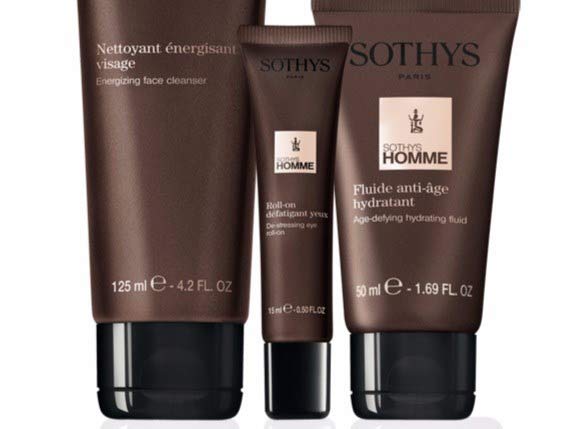 Nettoyant énergisant
visage
Energizing face cleanser
125 ml e - 4.2 FL. OZ
SOTHYS
PARIS
SOTHYS
HOMME
Roll-on
défatigant yeux
De-stressing eye
roll-on
15 ml e - 0.50 FL. OZ
SOTHYS
PARIS
SOTHYS
HOMME
Fluide anti-âge
hydratant
Age-defying hydrating fluid
50 ml e - 1.69 FL. OZ